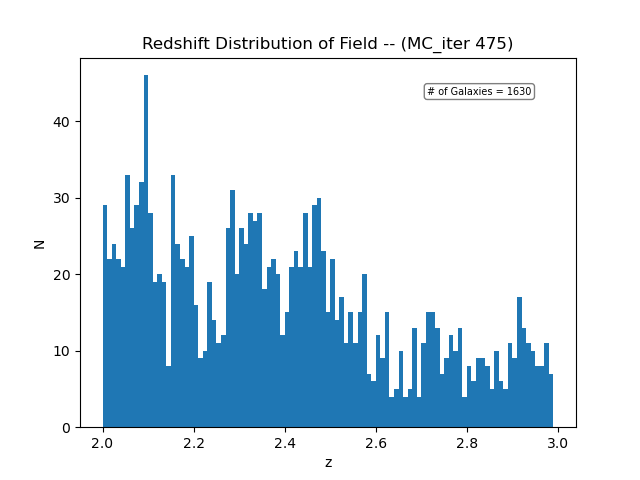 Redshift Distribution of Field -- (MC_iter 475)
# of Galaxies = 1630
40
30
20
10
0
N
2.0 2.2 2.4 2.6 2.8 3.0
z